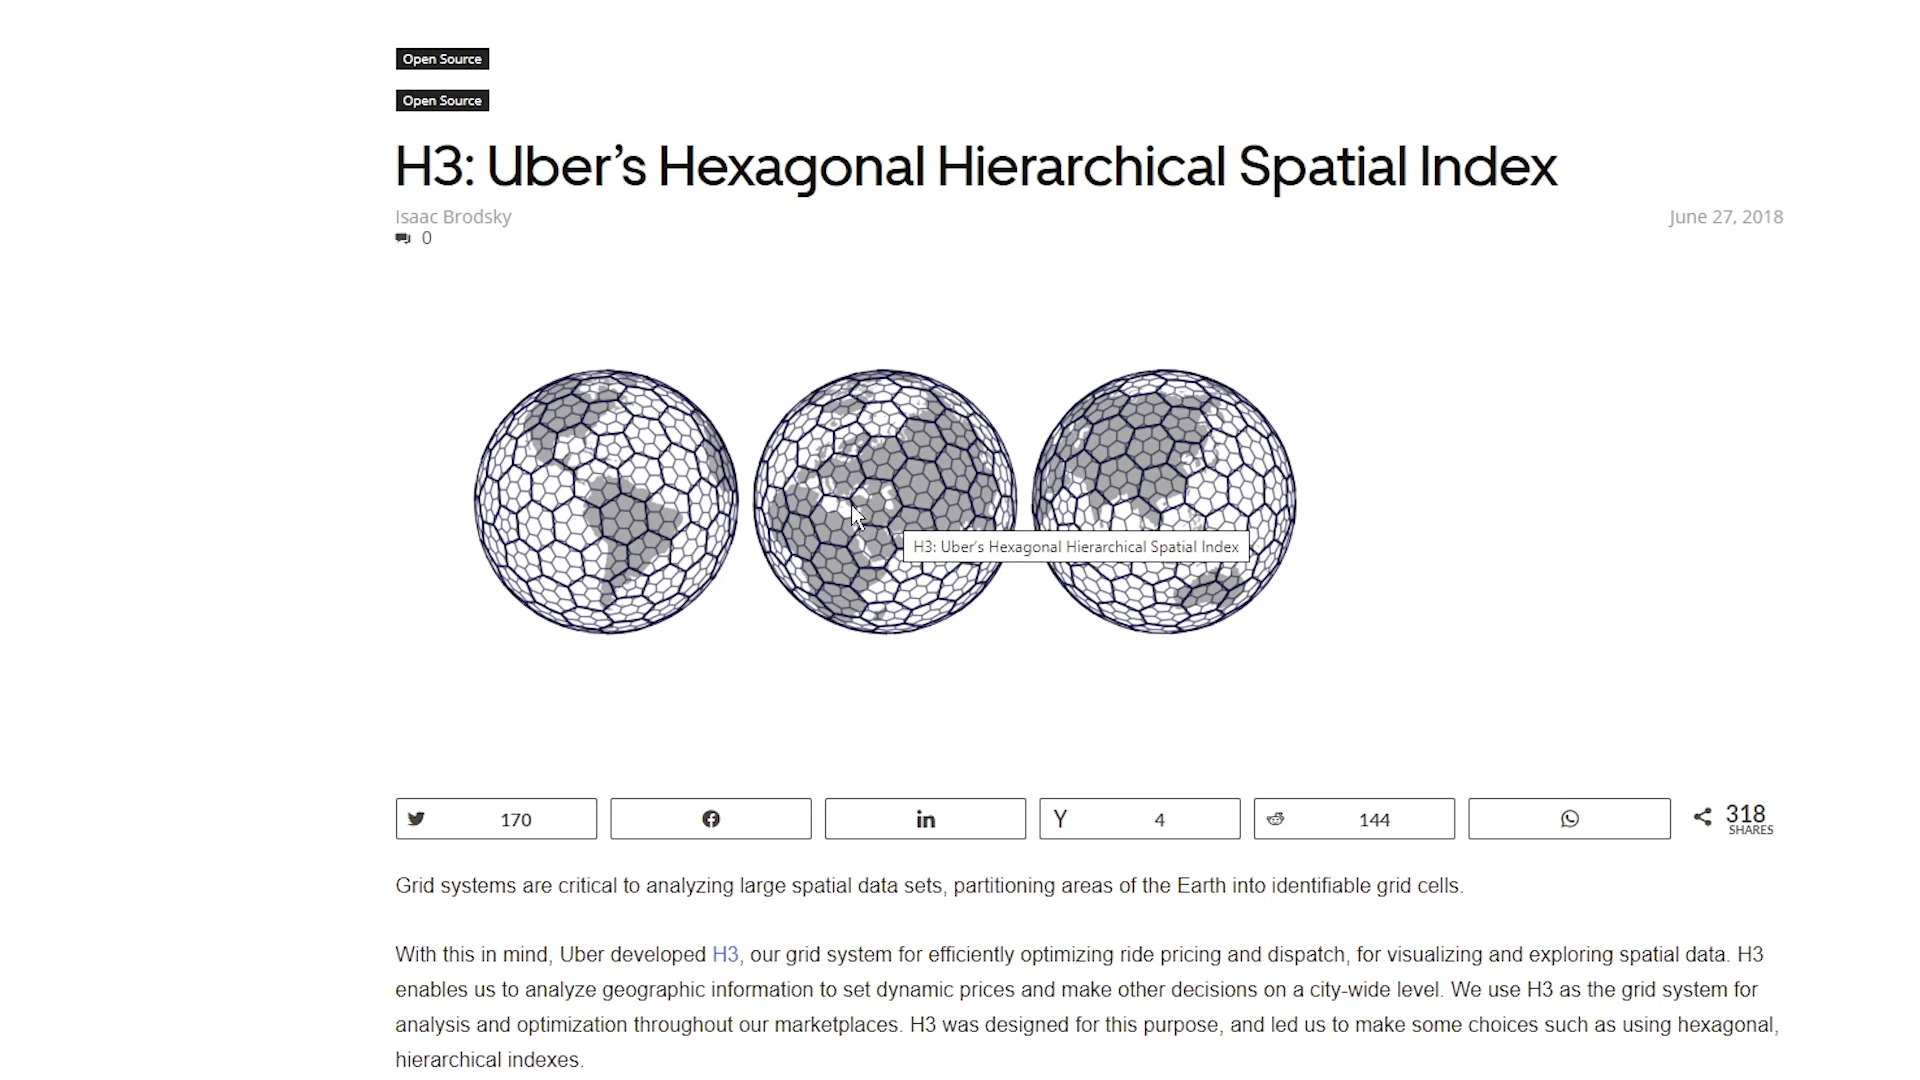 Open Source
Open Source
H3: Uber’s Hexagonal Hierarchical Spatial Index
Isaac Brodsky
June 27, 2018
0
H3: Uber’s Hexagonal Hierarchical Spatial Index
170
in
Y 4
144
318
SHARES
Grid systems are critical to analyzing large spatial data sets, partitioning areas of the Earth into identifiable grid cells.
With this in mind, Uber developed H3, our grid system for efficiently optimizing ride pricing and dispatch, for visualizing and exploring spatial data. H3
enables us to analyze geographic information to set dynamic prices and make other decisions on a city-wide level. We use H3 as the grid system for
analysis and optimization throughout our marketplaces. H3 was designed for this purpose, and led us to make some choices such as using hexagonal,
hierarchical indexes.